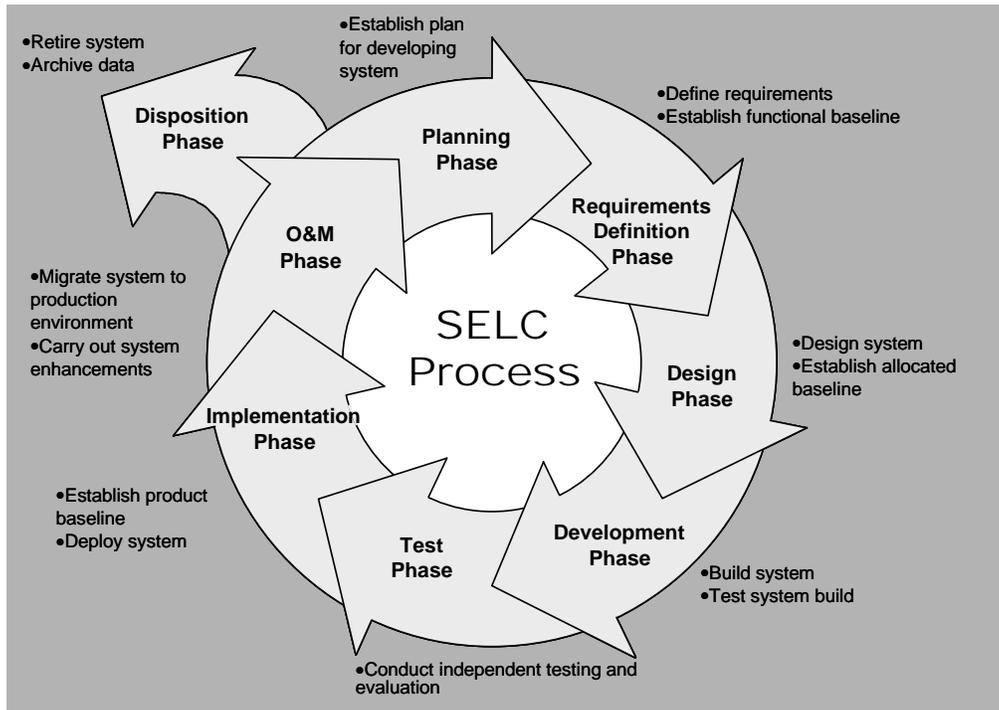 •Establish plan
for developing
system
Planning
Phase
•Define requirements
•Establish functional baseline
Requirements
Definition
Phase
•Design system
•Establish allocated
baseline
Design
Phase
•Build system
•Test system build
Development
Phase
•Conduct independent testing and
evaluation
Test
Phase
•Establish product
baseline
•Deploy system
Implementation
Phase
•Migrate system to
production
environment
•Carry out system
enhancements
O&M
Phase
•Retire system
•Archive data
Disposition
Phase
SELC
Process